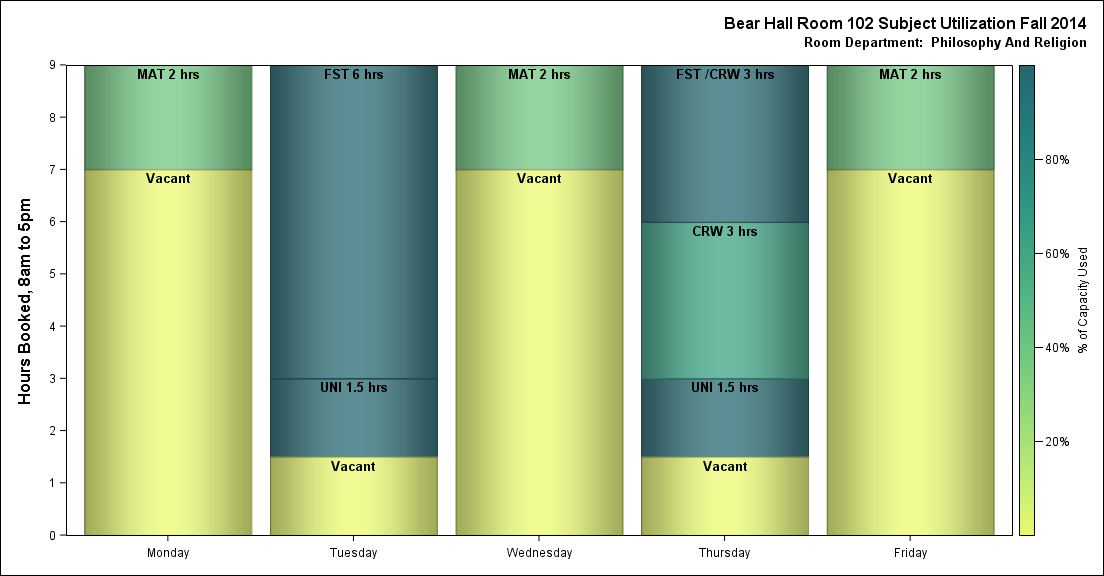 Bear Hall Room 102 Subject Utilization Fall 2014
Room Department:  Philosophy And Religion
Hours Booked, 8am to 5pm
9
8
7
6
5
4
3
2
1
0
MAT 2 hrs
Vacant
FST 6 hrs
UNI 1.5 hrs
Vacant
MAT 2 hrs
Vacant
FST /CRW 3 hrs
CRW 3 hrs
UNI 1.5 hrs
Vacant
MAT 2 hrs
Vacant
Monday
Tuesday
Wednesday
Thursday
Friday
80%
60%
40%
20%
% of Capacity Used